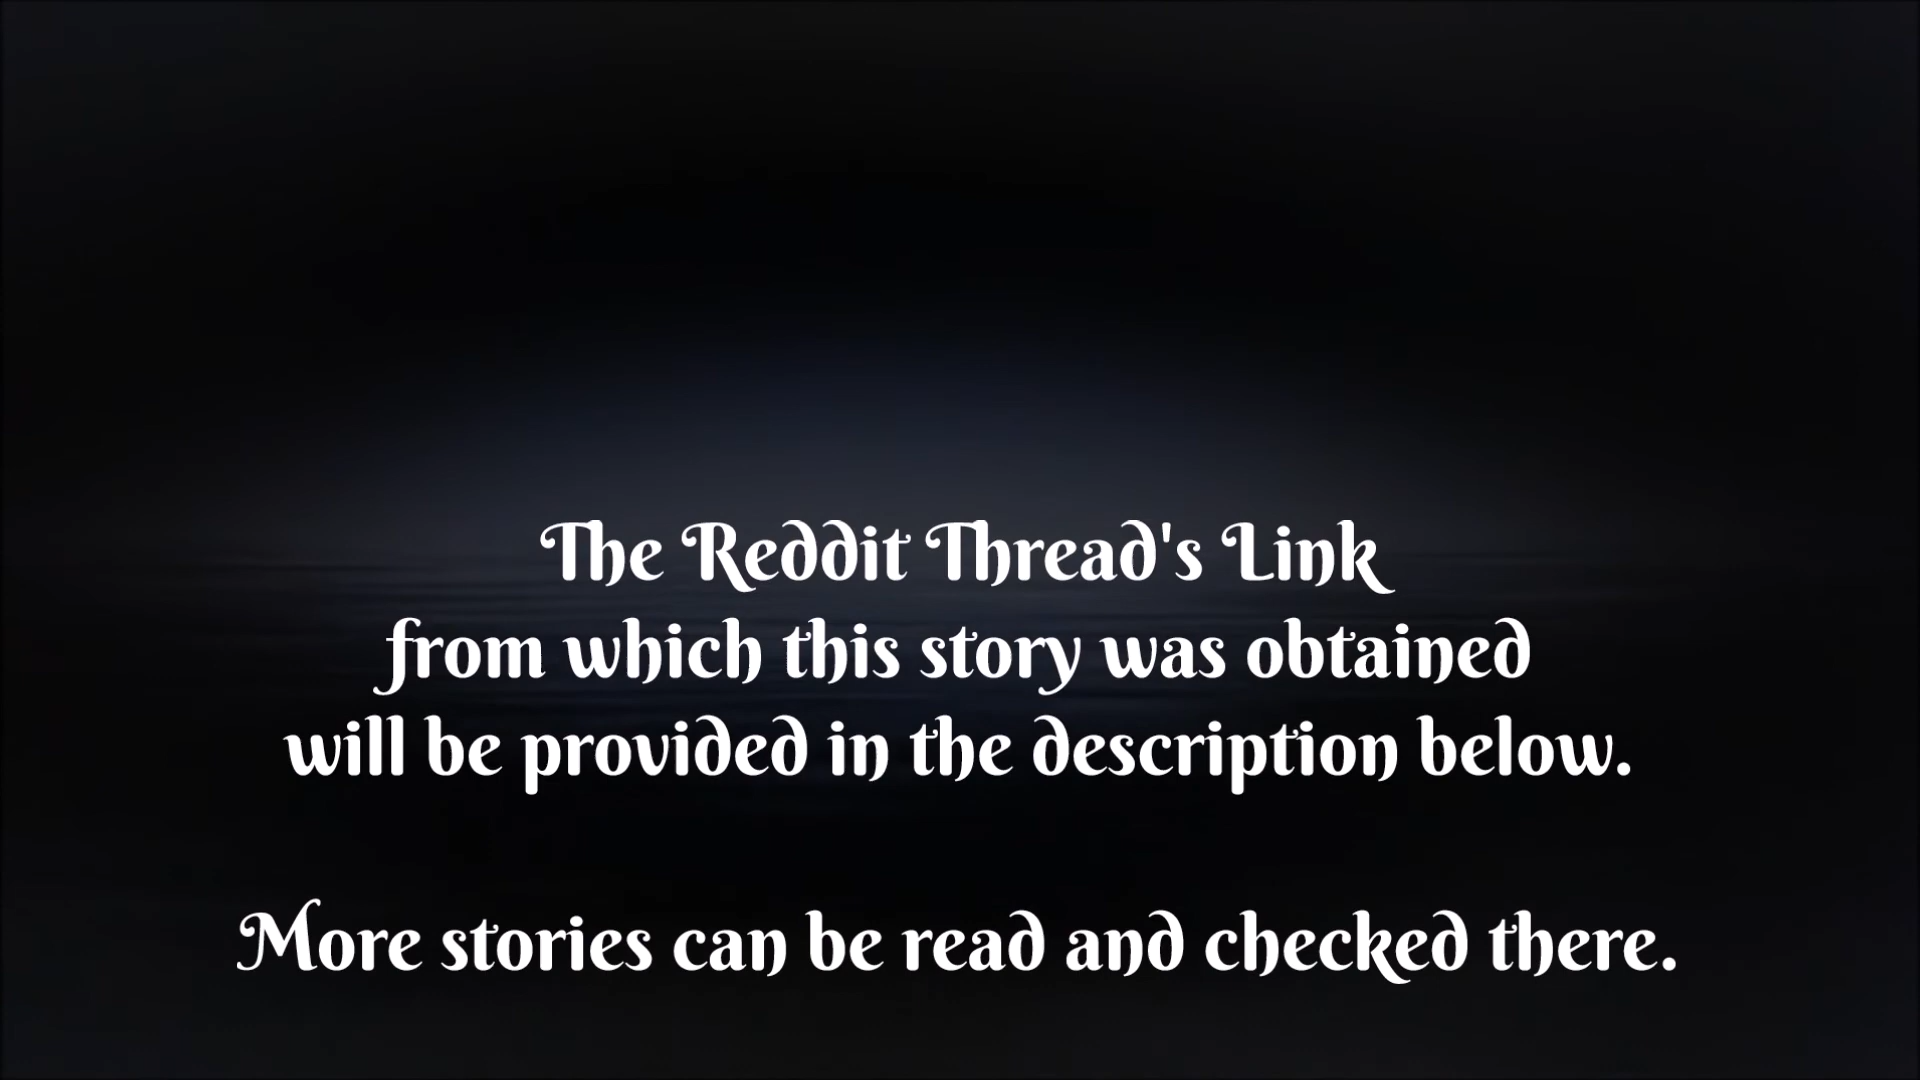 The Reddit Thread's Link
from which this story was obtained
will be provided in the description below.
More stories can be read and checked there.